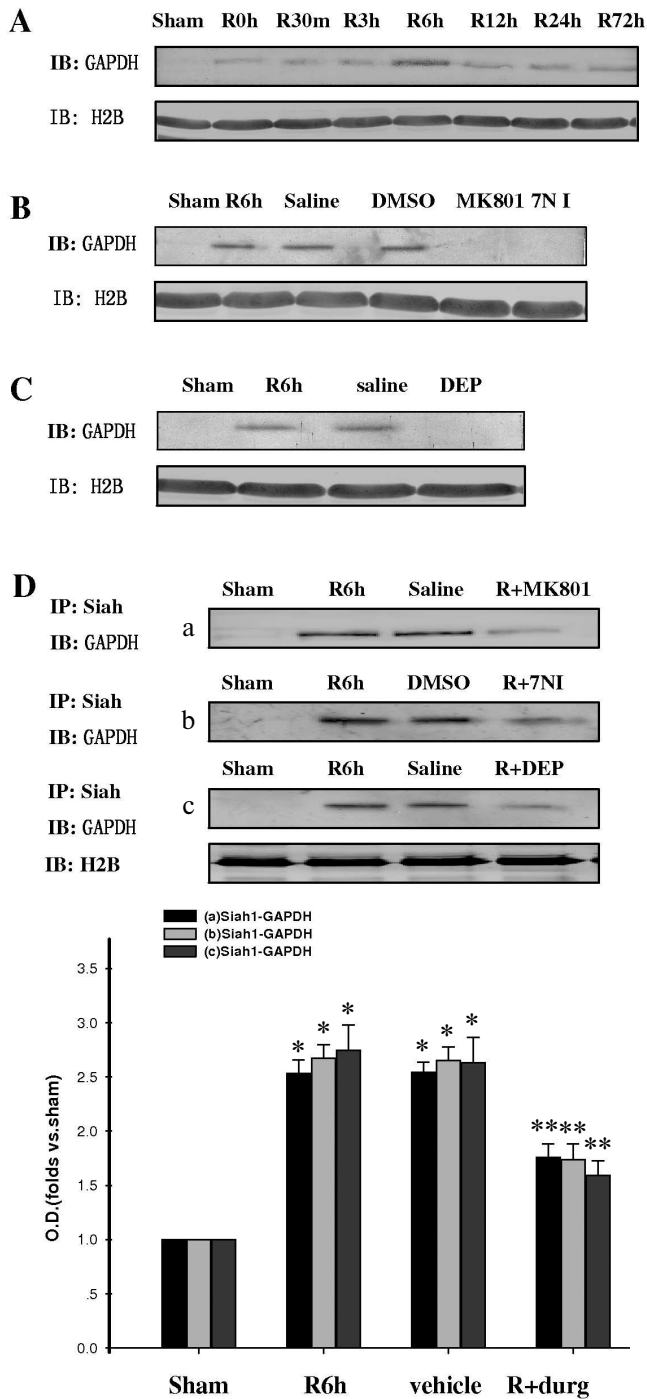 A
Sham R0h R30m R3h R6h R12h R24h R72h
IB: GAPDH
IB: H2B
B
Sham R6h Saline DMSO MK801 7N I
IB: GAPDH
IB: H2B
C
Sham R6h saline DEP
IB: GAPDH
IB: H2B
D
Sham R6h Saline R+MK801
IP: Siah
IB: GAPDH
a
Sham R6h DMSO R+7NI
IP: Siah
IB: GAPDH
b
Sham R6h Saline R+DEP
IP: Siah
IB: GAPDH
c
IB: H2B
(a)Siah1-GAPDH
(b)Siah1-GAPDH
(c)Siah1-GAPDH
O.D.(folds vs.sham)
3.5
3.0
2.5
2.0
1.5
1.0
.5
0.0
* * *
* * *
** ** **
Sham R6h vehicle R+durg